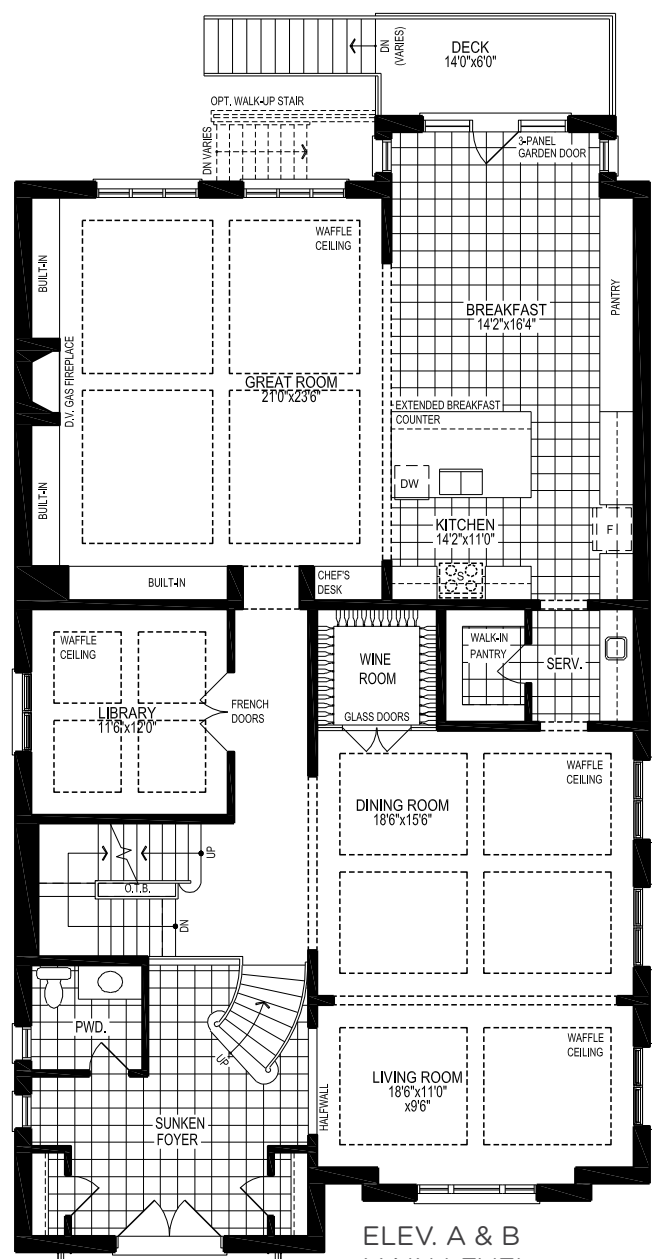 DECK
14'0"x6'0"
DN
(VARIES)
OPT. WALK-UP STAIR
DN VARIES
3-PANEL
GARDEN DOOR
WAFFLE
CEILING
BUILT-IN
D.V. GAS FIREPLACE
BUILT-IN
GREAT ROOM
21'0"x23'6"
BREAKFAST
14'2"x16'4"
PANTRY
EXTENDED BREAKFAST
COUNTER
DW
KITCHEN
14'2"x11'0"
F
S
BUILT-IN
CHEF'S
DESK
WAFFLE
CEILING
LIBRARY
11'6"x12'0"
FRENCH
DOORS
WINE
ROOM
GLASS DOORS
WALK-IN
PANTRY
SERV.
WAFFLE
CEILING
DINING ROOM
18'6"x15'6"
UP
O.T.B.
DN
PWD.
UP
SUNKEN
FOYER
HALFWALL
LIVING ROOM
18'6"x11'0"
x9'6"
WAFFLE
CEILING
ELEV. A & B